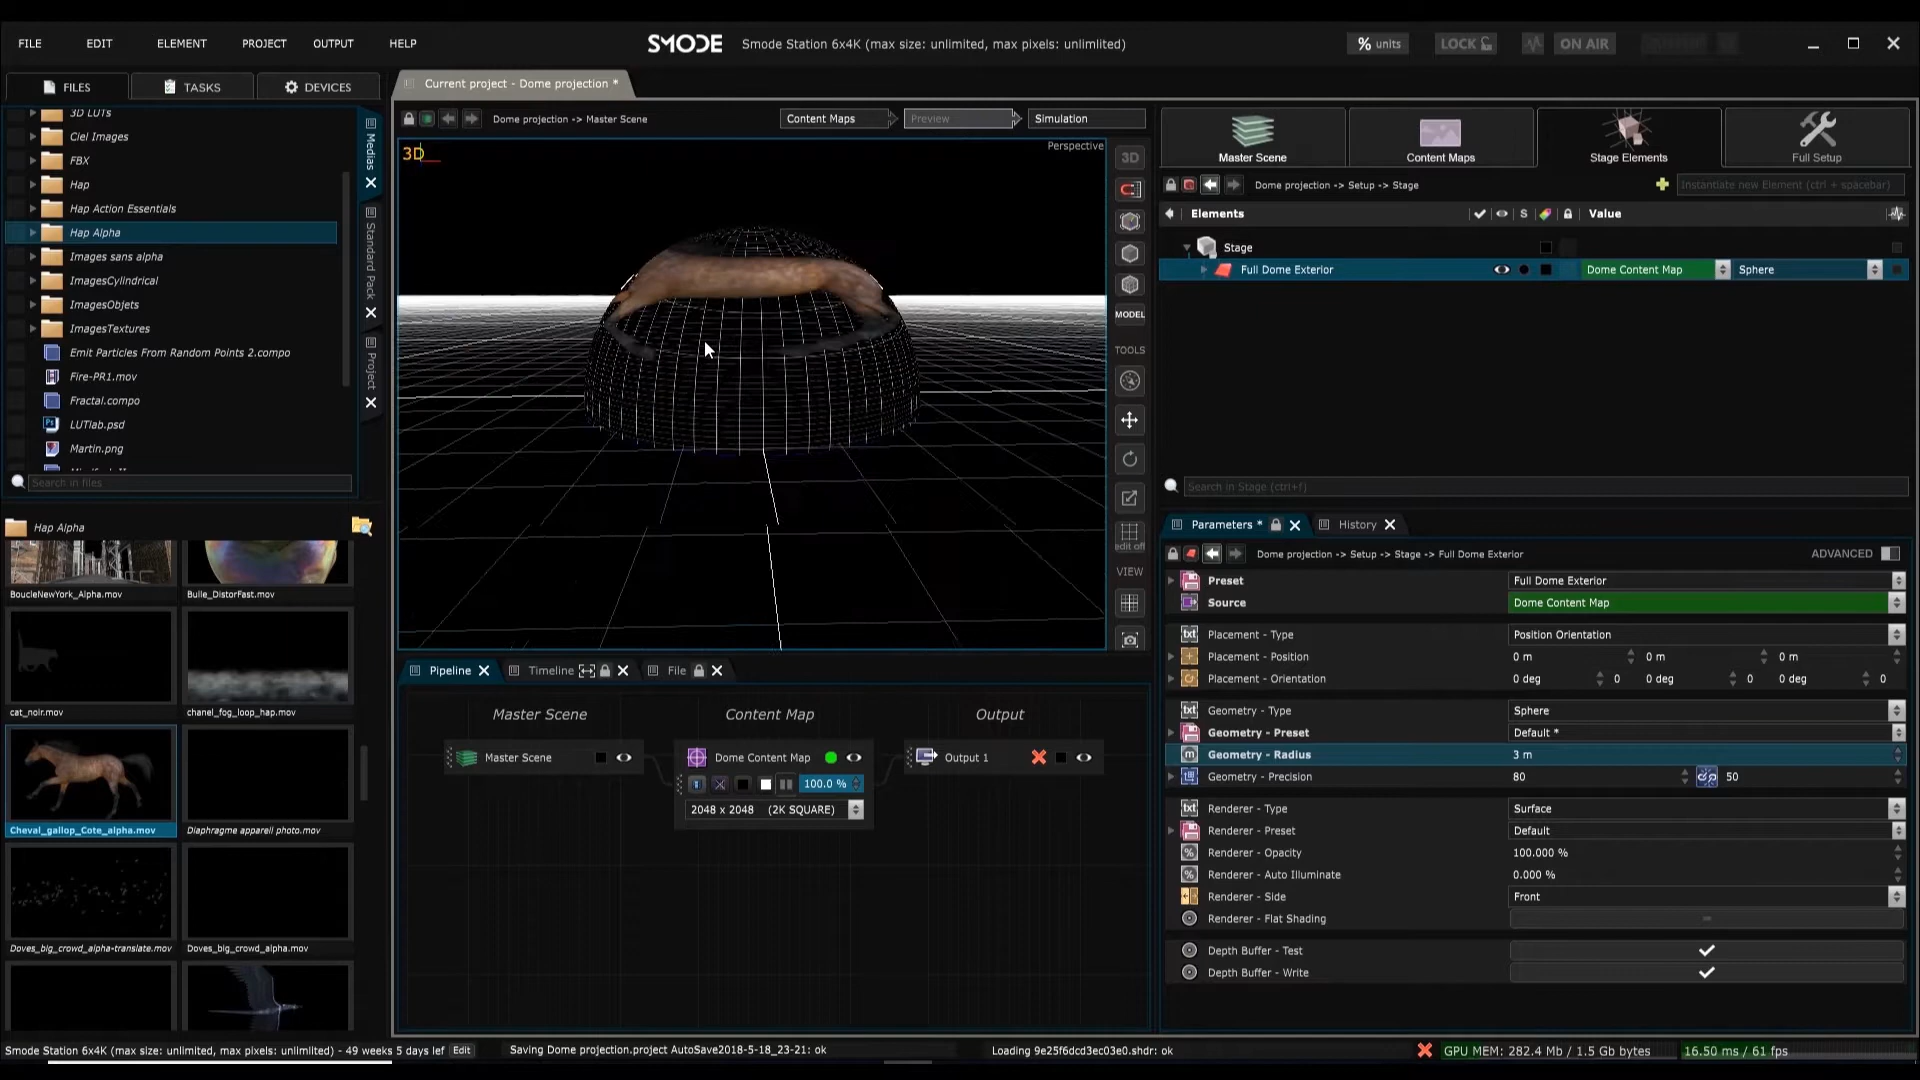 FILE EDIT ELEMENT PROJECT OUTPUT HELP
SMODE Smode Station 6x4K (max size: unlimited, max pixels: unlimlited)
% units LOCK ON AIR
FILES TASKS DEVICES
Current project - Dome projection *
3D LUTs
Ciel Images
FBX
Hap
Hap Action Essentials
Hap Alpha
Images sans alpha
ImagesCylindrical
ImagesObjets
ImagesTextures
Emit Particles From Random Points 2.compo
Fire-PR1.mov
Fractal.compo
LUTlab.psd
Martin.png
Search in files
Medias
Standard Pack
Project
Hap Alpha
BoucleNewYork_Alpha.mov
Bulle_DistorFast.mov
cat_noir.mov
chanel_fog_loop_hap.mov
Cheval_gallop_Cote_alpha.mov
Diaphragme appareil photo.mov
Doves_big_crowd_alpha-translate.mov
Doves_big_crowd_alpha.mov
Dome projection -> Master Scene
Content Maps Preview Simulation
3D
Perspective
3D
MODEL
TOOLS
edit off
VIEW
Pipeline Timeline File
Master Scene Content Map Output
Master Scene
Dome Content Map
100.0 %
2048 x 2048 (2K SQUARE)
Output 1
Master Scene Content Maps Stage Elements Full Setup
Dome projection -> Setup -> Stage
Instantiate new Element (ctrl + spacebar)
Elements S Value
Stage
Full Dome Exterior Dome Content Map Sphere
Search in Stage (ctrl+f)
Parameters * History
Dome projection -> Setup -> Stage -> Full Dome Exterior ADVANCED
Preset Full Dome Exterior
Source Dome Content Map
Placement - Type Position Orientation
Placement - Position 0 m 0 m 0 m
Placement - Orientation 0 deg 0 0 deg 0 0 deg 0
Geometry - Type Sphere
Geometry - Preset Default *
Geometry - Radius 3 m
Geometry - Precision 80 50
Renderer - Type Surface
Renderer - Preset Default
Renderer - Opacity 100.000 %
Renderer - Auto Illuminate 0.000 %
Renderer - Side Front
Renderer - Flat Shading
Depth Buffer - Test
Depth Buffer - Write
Smode Station 6x4K (max size: unlimited, max pixels: unlimlited) - 49 weeks 5 days lef Edit
Saving Dome projection.project AutoSave2018-5-18_23-21: ok
Loading 9e25f6dcd3ec03e0.shdr: ok
GPU MEM: 282.4 Mb / 1.5 Gb bytes
16.50 ms / 61 fps